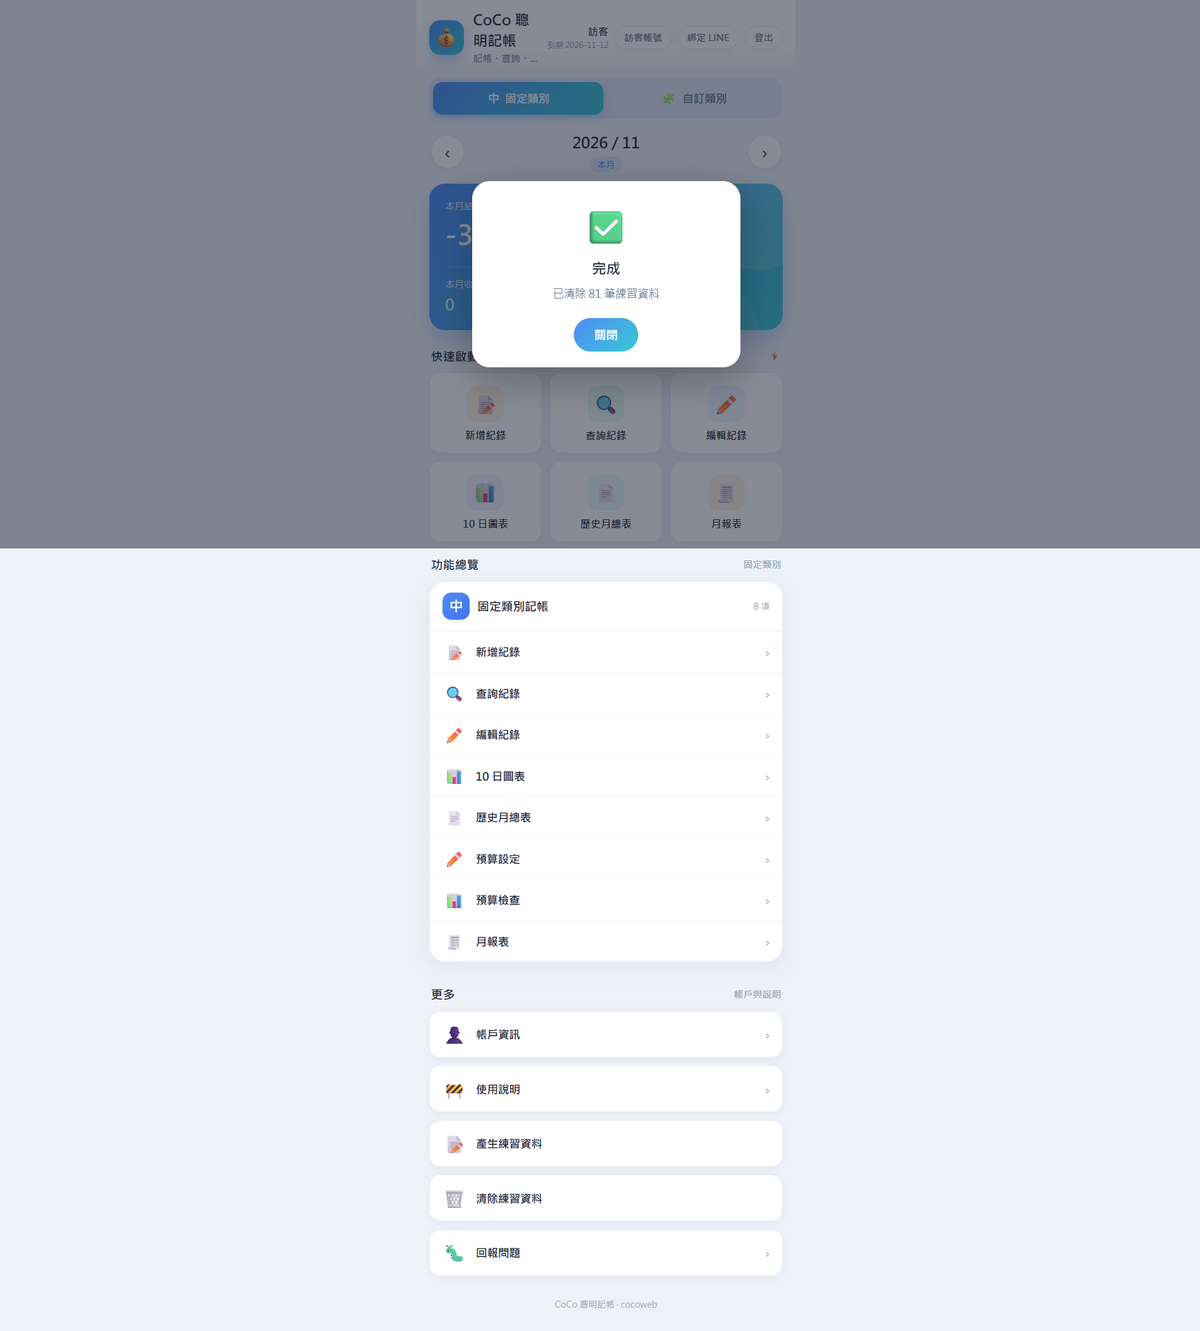 CoCo 聰
明記帳
記帳・查詢・...
訪客
到期 2026-11-12
訪客帳號
綁定 LINE
登出
中 固定類別
自訂類別
‹
2026 / 11
›
本月
本月
-3
本月收
0
完成
已清除 81 筆練習資料
關閉
快速啟
新增紀錄
查詢紀錄
編輯紀錄
10 日圖表
歷史月總表
月報表
功能總覽
固定類別
中 固定類別記帳
8 項
新增紀錄 ›
查詢紀錄 ›
編輯紀錄 ›
10 日圖表 ›
歷史月總表 ›
預算設定 ›
預算檢查 ›
月報表 ›
更多
帳戶與說明
帳戶資訊 ›
使用說明 ›
產生練習資料
清除練習資料
回報問題 ›
CoCo 聰明記帳 · cocoweb